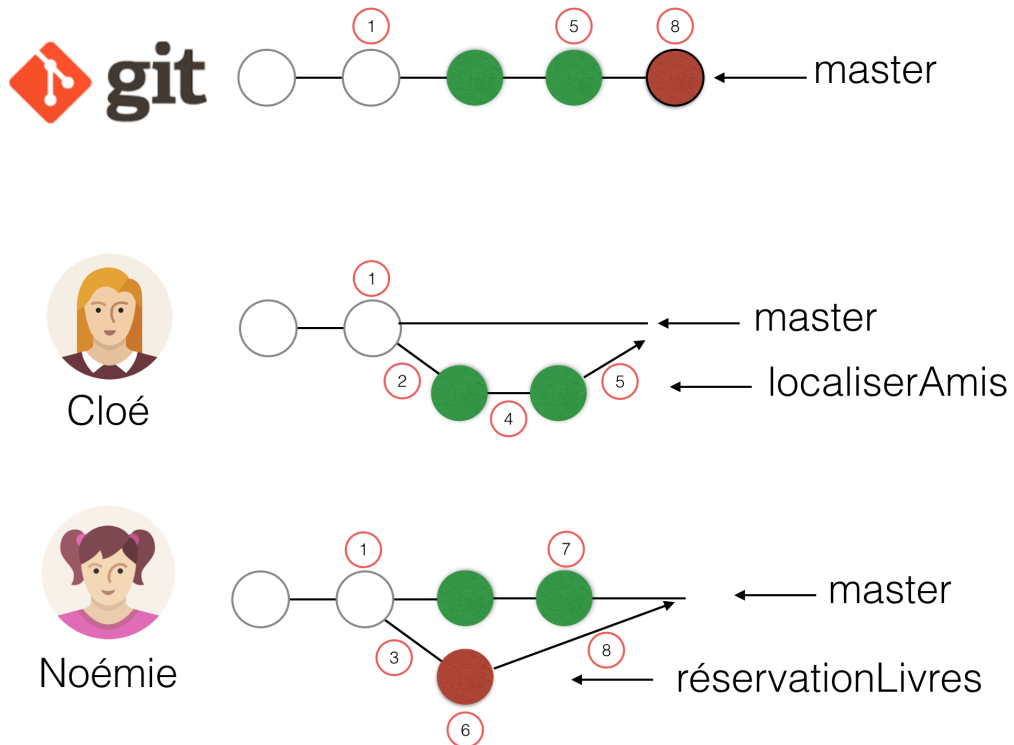 1 5 8
git master
1
master
2 5 localiserAmis
Cloé 4
1 7
master
3 8
Noémie réservationLivres
6